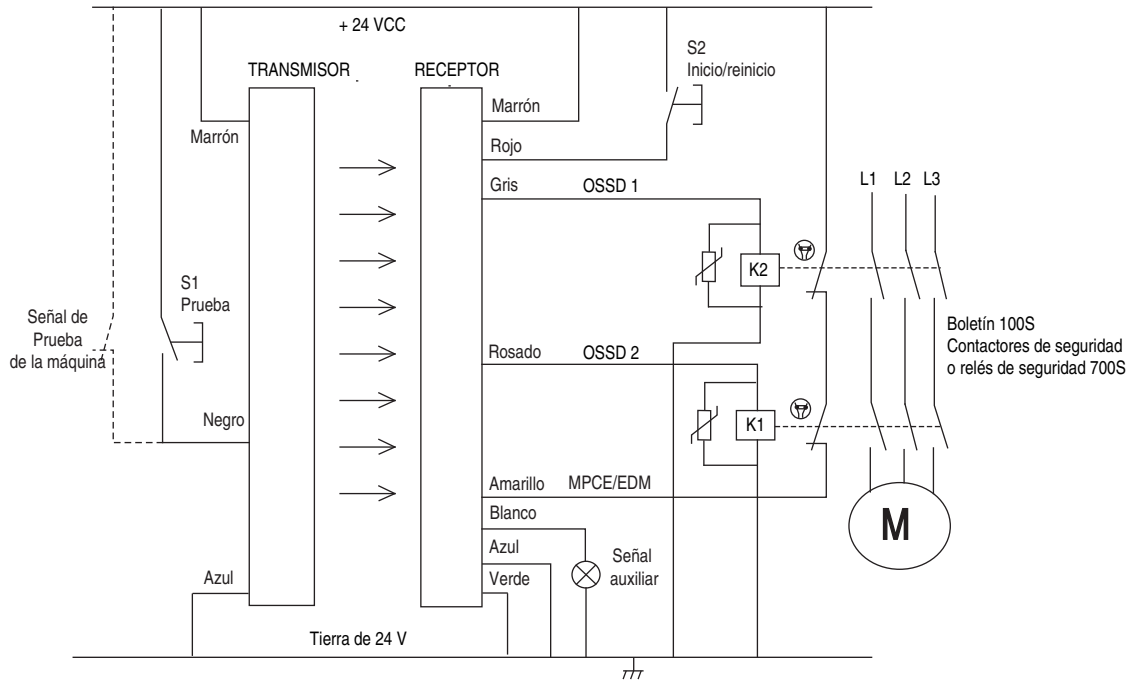 + 24 VCC
S2
Inicio/reinicio
TRANSMISOR
RECEPTOR
Marrón
Marrón
Rojo
Gris
OSSD 1
L1
L2
L3
K2
S1
Prueba
Señal de
Prueba
de la máquina
Boletín 100S
Contactores de seguridad
o relés de seguridad 700S
Rosado
OSSD 2
Negro
K1
Amarillo
MPCE/EDM
Blanco
M
Azul
Señal
auxiliar
Azul
Verde
Tierra de 24 V